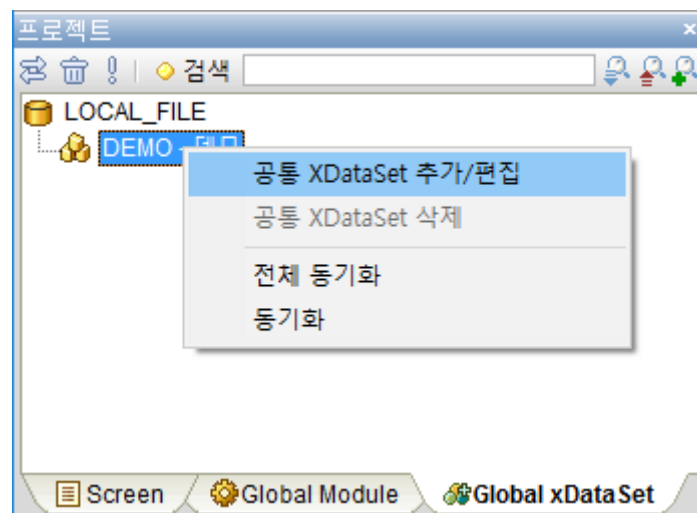 프로젝트
검색
LOCAL_FILE
DEMO -
공통 XDataSet 추가/편집
공통 XDataSet 삭제
전체 동기화
동기화
Screen Global Module Global xDataSet